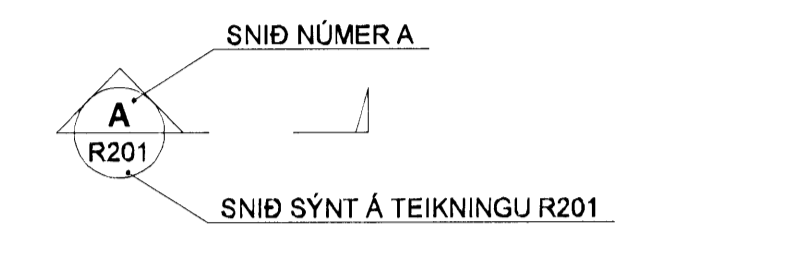 SNIÐ NÚMER A
A
R201
SNIÐ SÝNT Á TEIKNINGU R201